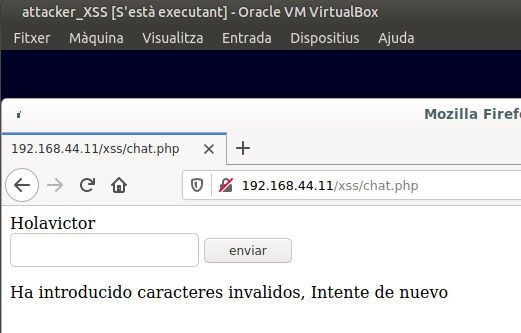 attacker_XSS [S'està executant] - Oracle VM VirtualBox
Fitxer Màquina Visualitza Entrada Dispositius Ajuda
Mozilla Firef
192.168.44.11/xss/chat.php
192.168.44.11/xss/chat.php
Holavictor
enviar
Ha introducido caracteres invalidos, Intente de nuevo